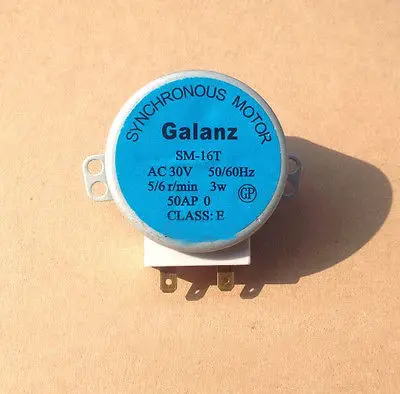 SYNCHRONOUS MOTOR
Galanz
SM-16T
AC 30V 50/60Hz
5/6 r/min 3w
50AP 0
CLASS: E
GP